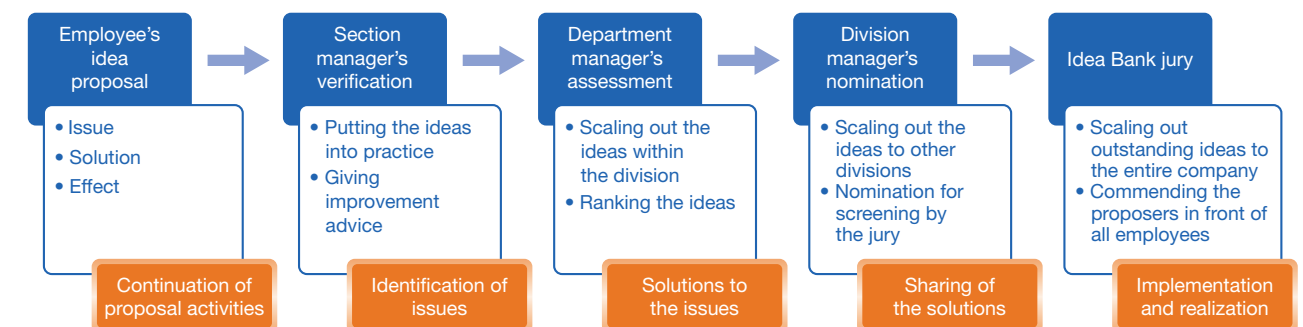 Employee's
idea
proposal
• Issue
• Solution
• Effect
Continuation of
proposal activities
Section
manager's
verification
• Putting the ideas
into practice
• Giving
improvement
advice
Identification of
issues
Department
manager's
assessment
• Scaling out the
ideas within
the division
• Ranking the ideas
Solutions to
the issues
Division
manager's
nomination
• Scaling out the
ideas to other
divisions
• Nomination for
screening by
the jury
Sharing of
the solutions
Idea Bank jury
• Scaling out
outstanding ideas to
the entire company
• Commending the
proposers in front of
all employees
Implementation
and realization